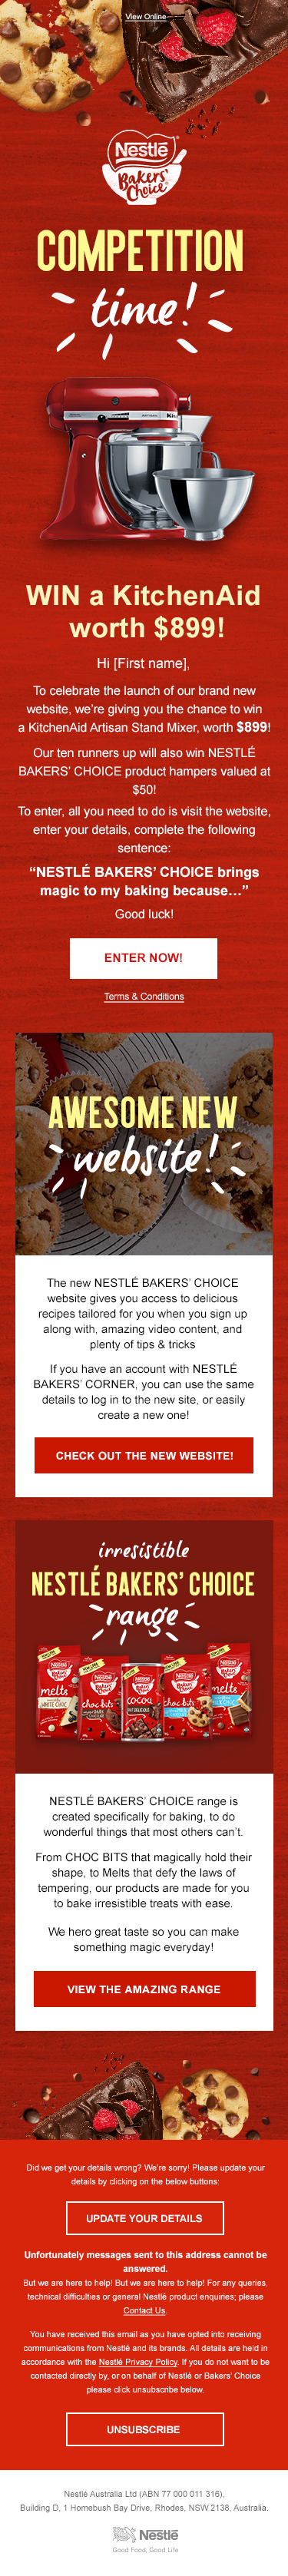 View Online
Nestlé
Bakers'
Choice
COMPETITION
time!
WIN a KitchenAid
worth $899!
Hi [First name],
To celebrate the launch of our brand new
website, we're giving you the chance to win
a KitchenAid Artisan Stand Mixer, worth $899!
Our ten runners up will also win NESTLÉ
BAKERS' CHOICE product hampers valued at
$50!
To enter, all you need to do is visit the website,
enter your details, complete the following
sentence:
“NESTLÉ BAKERS' CHOICE brings
magic to my baking because…”
Good luck!
ENTER NOW!
Terms & Conditions
AWESOME NEW
website!
The new NESTLÉ BAKERS' CHOICE
website gives you access to delicious
recipes tailored for you when you sign up
along with, amazing video content, and
plenty of tips & tricks
If you have an account with NESTLÉ
BAKERS' CORNER, you can use the same
details to log in to the new site, or easily
create a new one!
CHECK OUT THE NEW WEBSITE!
irresistible
NESTLÉ BAKERS' CHOICE
range
melts
WHITE CHOC
choc bits
cocoa
choc bits
melts
NESTLÉ BAKERS' CHOICE range is
created specifically for baking, to do
wonderful things that most others can't.
From CHOC BITS that magically hold their
shape, to Melts that defy the laws of
tempering, our products are made for you
to bake irresistible treats with ease.
We hero great taste so you can make
something magic everyday!
VIEW THE AMAZING RANGE
Did we get your details wrong? We're sorry! Please update your
details by clicking on the below buttons:
UPDATE YOUR DETAILS
Unfortunately messages sent to this address cannot be
answered.
But we are here to help! But we are here to help! For any queries,
technical difficulties or general Nestlé product enquiries; please
Contact Us.
You have received this email as you have opted into receiving
communications from Nestlé and its brands. All details are held in
accordance with the Nestlé Privacy Policy. If you do not want to be
contacted directly by, or on behalf of Nestlé or Bakers' Choice
please click unsubscribe below.
UNSUBSCRIBE
Nestlé Australia Ltd (ABN 77 000 011 316),
Building D, 1 Homebush Bay Drive, Rhodes, NSW 2138, Australia.
Nestlé
Good Food, Good Life